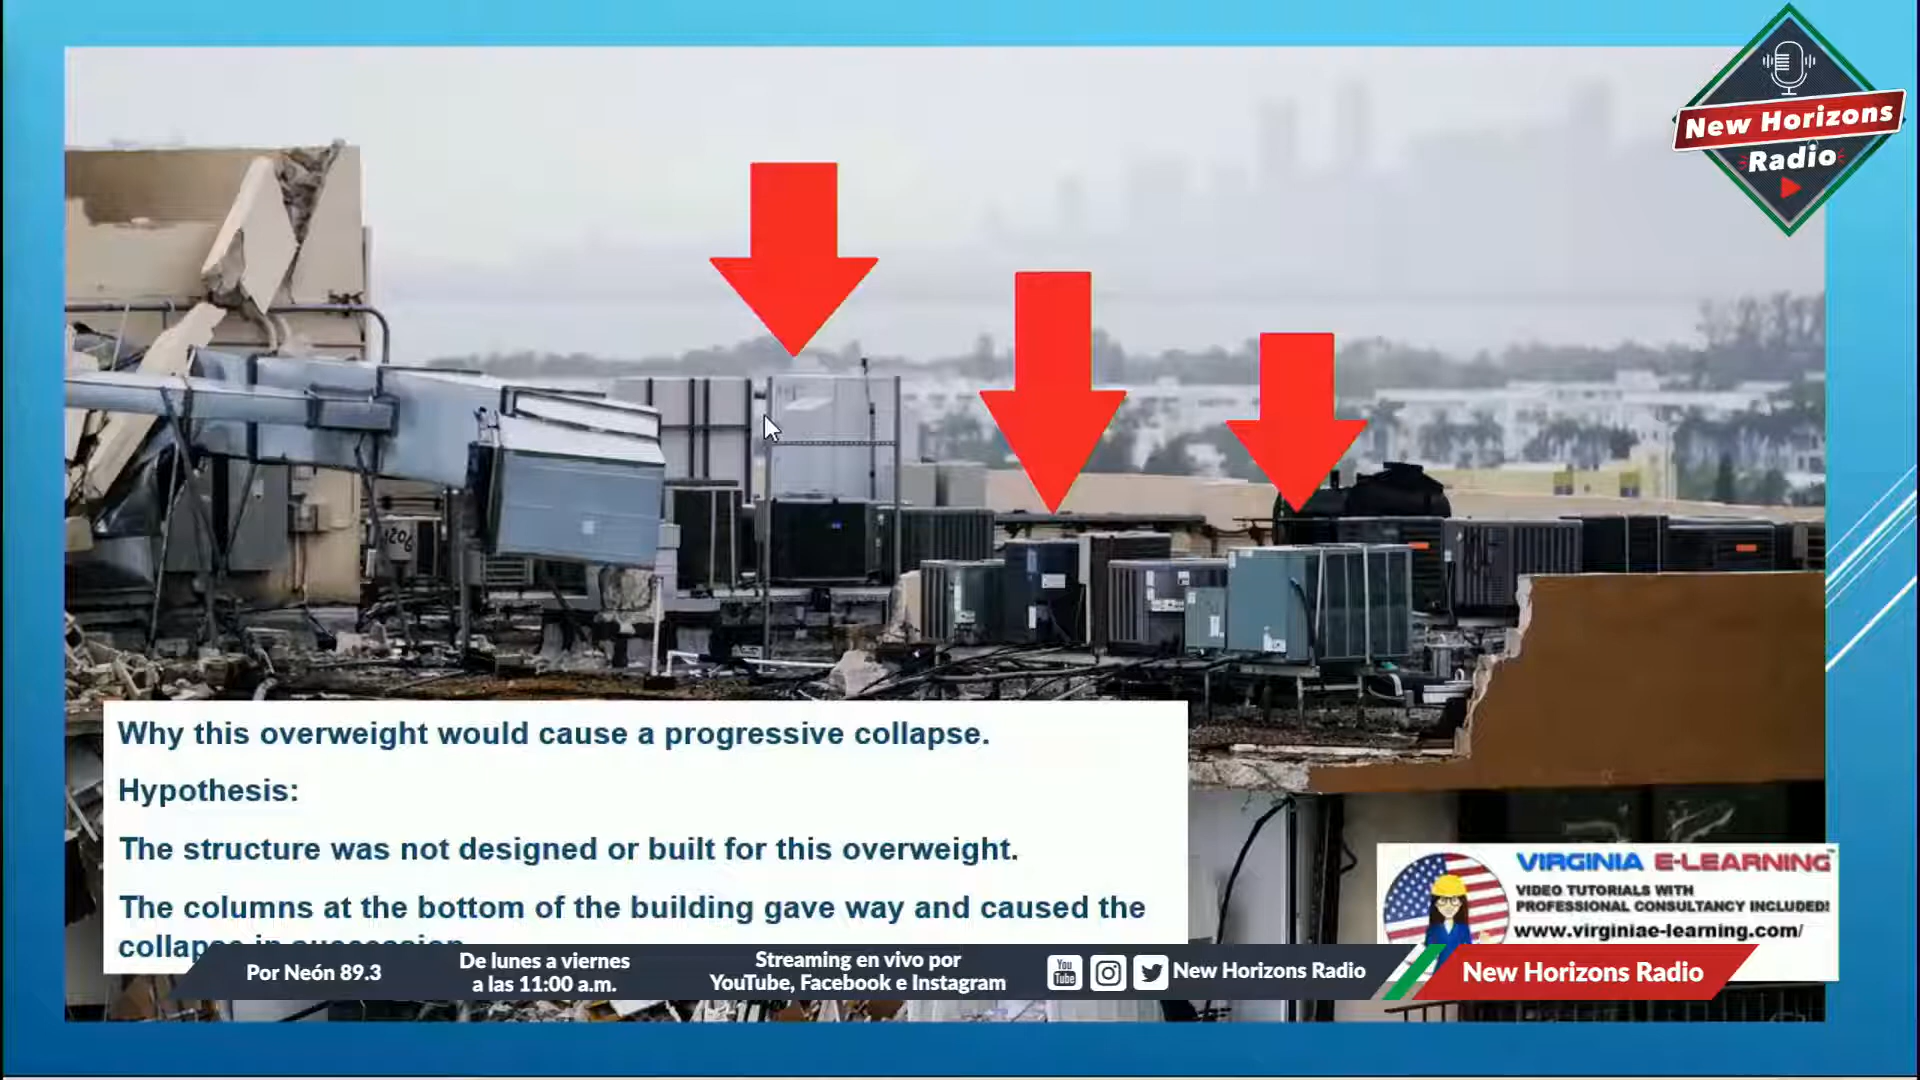 New Horizons
Radio
1206
Why this overweight would cause a progressive collapse.
Hypothesis:
The structure was not designed or built for this overweight.
The columns at the bottom of the building gave way and caused the
collapse in succession
VIRGINIA E-LEARNING
VIDEO TUTORIALS WITH
PROFESSIONAL CONSULTANCY INCLUDED!
www.virginiae-learning.com/
Por Neón 89.3
De lunes a viernes
a las 11:00 a.m.
Streaming en vivo por
YouTube, Facebook e Instagram
You
Tube
New Horizons Radio
New Horizons Radio